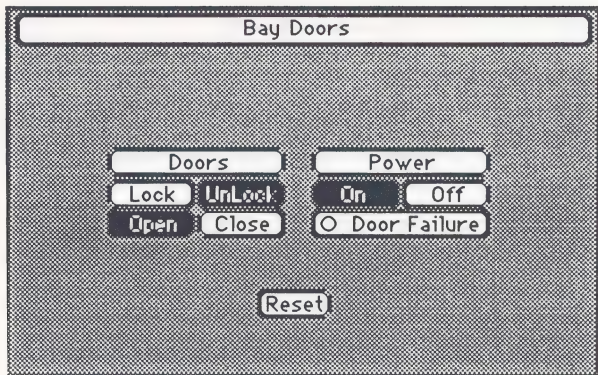 Bay Doors
Doors Power
Lock UnLock On Off
Open Close Door Failure
Reset